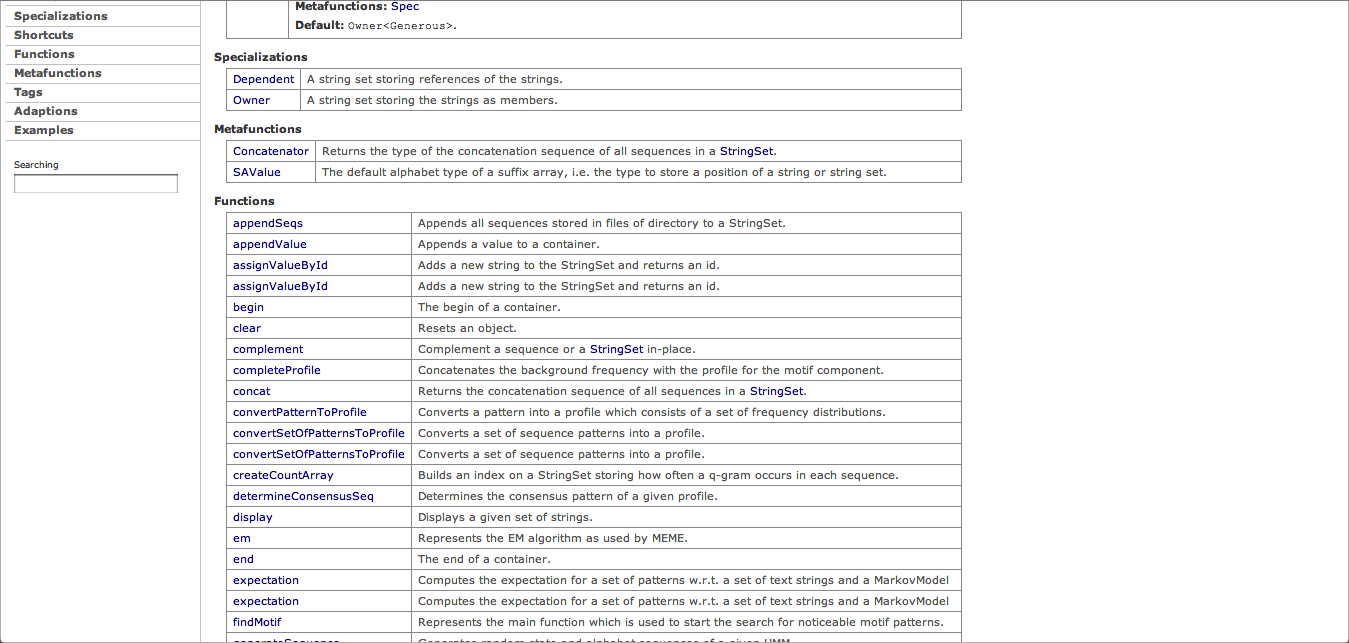 Specializations
Shortcuts
Functions
Metafunctions
Tags
Adaptions
Examples
Searching
Metafunctions: Spec
Default: Owner<Generous>.
Specializations
Dependent A string set storing references of the strings.
Owner A string set storing the strings as members.
Metafunctions
Concatenator Returns the type of the concatenation sequence of all sequences in a StringSet.
SAValue The default alphabet type of a suffix array, i.e. the type to store a position of a string or string set.
Functions
appendSeqs Appends all sequences stored in files of directory to a StringSet.
appendValue Appends a value to a container.
assignValueById Adds a new string to the StringSet and returns an id.
assignValueById Adds a new string to the StringSet and returns an id.
begin The begin of a container.
clear Resets an object.
complement Complement a sequence or a StringSet in-place.
completeProfile Concatenates the background frequency with the profile for the motif component.
concat Returns the concatenation sequence of all sequences in a StringSet.
convertPatternToProfile Converts a pattern into a profile which consists of a set of frequency distributions.
convertSetOfPatternsToProfile Converts a set of sequence patterns into a profile.
convertSetOfPatternsToProfile Converts a set of sequence patterns into a profile.
createCountArray Builds an index on a StringSet storing how often a q-gram occurs in each sequence.
determineConsensusSeq Determines the consensus pattern of a given profile.
display Displays a given set of strings.
em Represents the EM algorithm as used by MEME.
end The end of a container.
expectation Computes the expectation for a set of patterns w.r.t. a set of text strings and a MarkovModel
expectation Computes the expectation for a set of patterns w.r.t. a set of text strings and a MarkovModel
findMotif Represents the main function which is used to start the search for noticeable motif patterns.